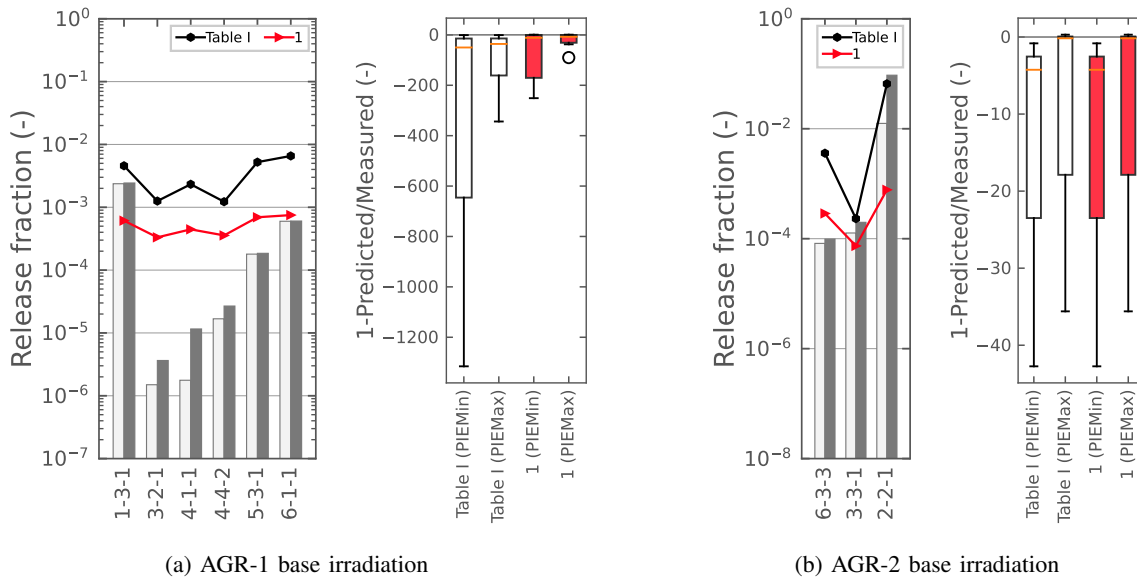 Release fraction (-)
10⁰
10⁻¹
10⁻²
10⁻³
10⁻⁴
10⁻⁵
10⁻⁶
10⁻⁷
Table I
1
1-3-1
3-2-1
4-1-1
4-4-2
5-3-1
6-1-1
1-Predicted/Measured (-)
0
−200
−400
−600
−800
−1000
−1200
Table I (PIEMin)
Table I (PIEMax)
1 (PIEMin)
1 (PIEMax)
(a) AGR-1 base irradiation
Release fraction (-)
10⁰
10⁻²
10⁻⁴
10⁻⁶
10⁻⁸
Table I
1
6-3-3
3-3-1
2-2-1
1-Predicted/Measured (-)
0
−10
−20
−30
−40
Table I (PIEMin)
Table I (PIEMax)
1 (PIEMin)
1 (PIEMax)
(b) AGR-2 base irradiation